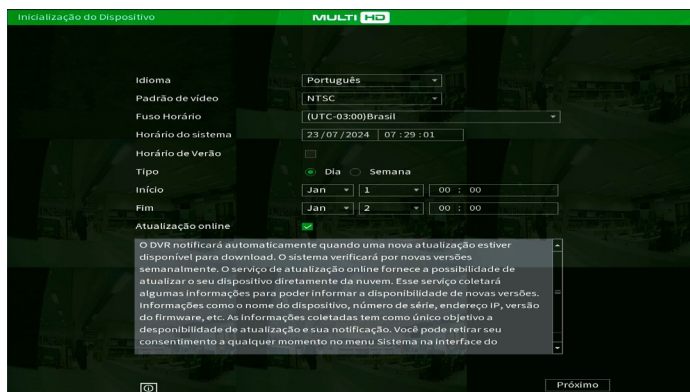 Inicialização do Dispositivo
MULTI HD
Idioma Português
Padrão de vídeo NTSC
Fuso Horário (UTC-03:00)Brasil
Horário do sistema 23/07/2024 07:29:01
Horário de Verão
Tipo Dia Semana
Início Jan 1 00 : 00
Fim Jan 2 00 : 00
Atualização online
O DVR notificará automaticamente quando uma nova atualização estiver
disponível para download. O sistema verificará por novas versões
semanalmente. O serviço de atualização online fornece a possibilidade de
atualizar o seu dispositivo diretamente da nuvem. Esse serviço coletará
algumas informações para poder informar a disponibilidade de novas versões.
Informações como o nome do dispositivo, número de série, endereço IP, versão
do firmware, etc. As informações coletadas tem como único objetivo a
desponibilidade de atualização e sua notificação. Você pode retirar seu
consentimento a qualquer momento no menu Sistema na interface do
Próximo